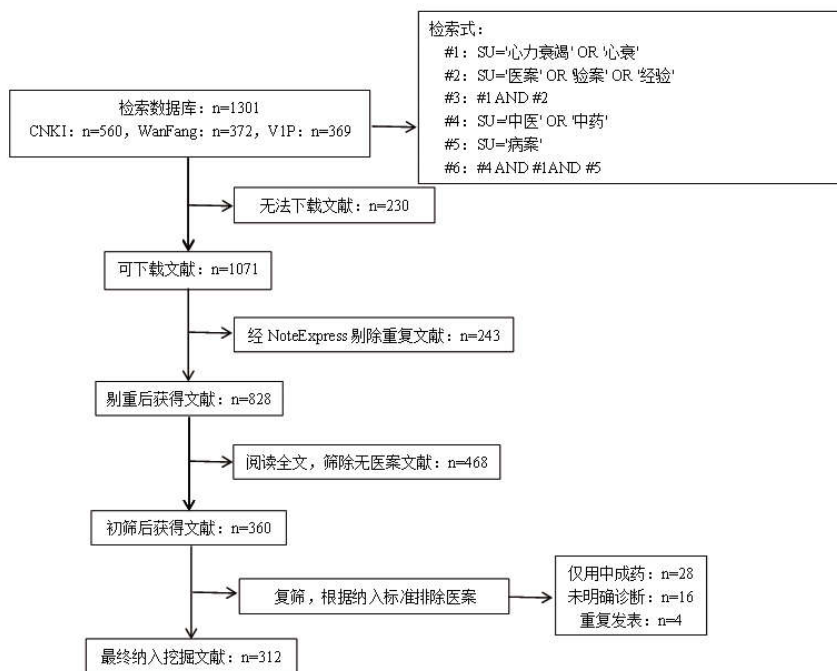 检索式：
#1：SU='心力衰竭' OR '心衰'
#2：SU='医案' OR '验案' OR '经验'
#3：#1 AND #2
#4：SU='中医' OR '中药'
#5：SU='病案'
#6：#4 AND #1AND #5
检索数据库：n=1301
CNKI：n=560，WanFang：n=372，V1P：n=369
无法下载文献：n=230
可下载文献：n=1071
经 NoteExpress 剔除重复文献：n=243
剔重后获得文献：n=828
阅读全文，筛除无医案文献：n=468
初筛后获得文献：n=360
复筛，根据纳入标准排除医案
仅用中成药：n=28
未明确诊断：n=16
重复发表：n=4
最终纳入挖掘文献：n=312